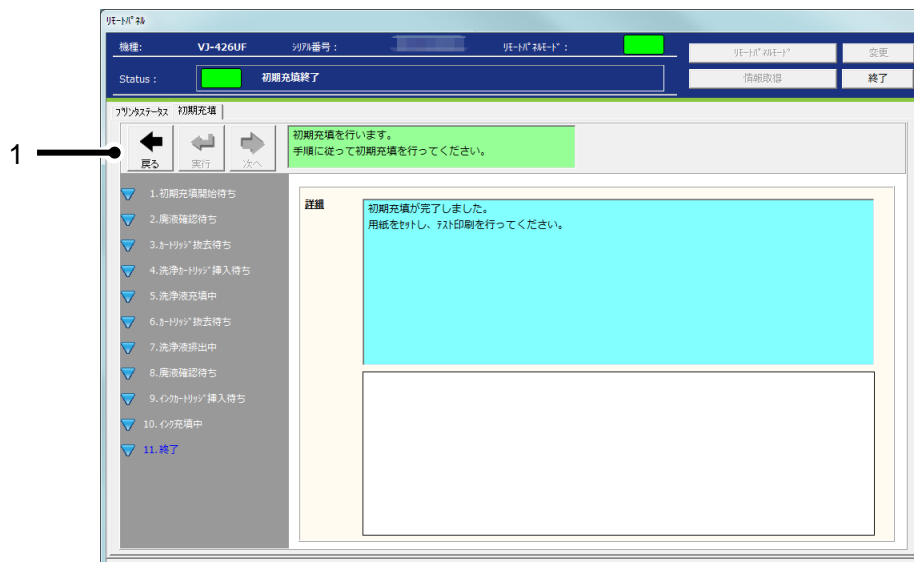 ﾘﾓｰﾄﾊﾟﾈﾙ
機種: VJ-426UF ｼﾘｱﾙ番号： ﾘﾓｰﾄﾊﾟﾈﾙﾓｰﾄﾞ：
ﾘﾓｰﾄﾊﾟﾈﾙﾓｰﾄﾞ 変更
Status： 初期充填終了 情報取得 終了
ﾌﾟﾘﾝﾀｽﾃｰﾀｽ 初期充填
初期充填を行います。
手順に従って初期充填を行ってください。
1
戻る 実行 次へ
1.初期充填開始待ち
2.廃液確認待ち
3.ｶｰﾄﾘｯｼﾞ抜去待ち
4.洗浄ｶｰﾄﾘｯｼﾞ挿入待ち
5.洗浄液充填中
6.ｶｰﾄﾘｯｼﾞ抜去待ち
7.洗浄液排出中
8.廃液確認待ち
9.ｲﾝｸｶｰﾄﾘｯｼﾞ挿入待ち
10.ｲﾝｸ充填中
11.終了
詳細
初期充填が完了しました。
用紙をｾｯﾄし、ﾃｽﾄ印刷を行ってください。